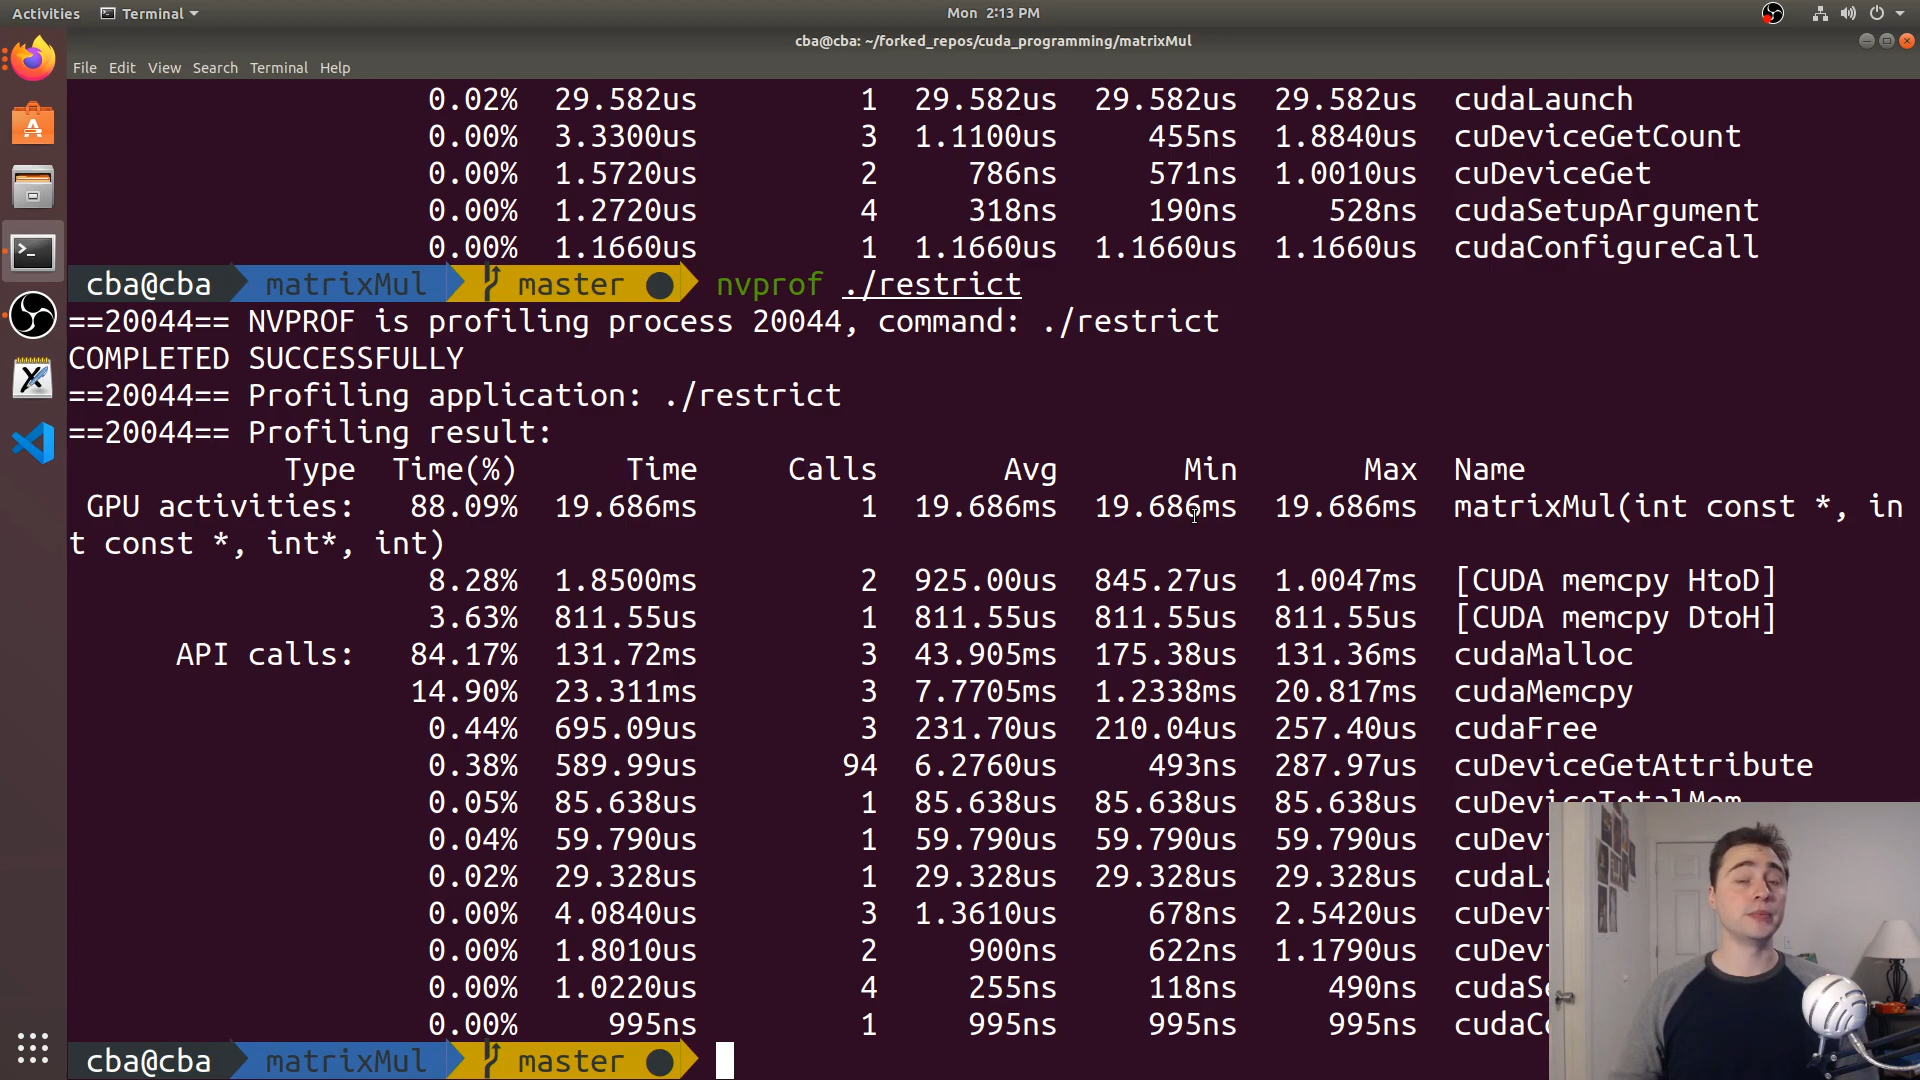 Activities Terminal Mon 2:13 PM
cba@cba: ~/forked_repos/cuda_programming/matrixMul
File Edit View Search Terminal Help
0.02% 29.582us 1 29.582us 29.582us 29.582us cudaLaunch
0.00% 3.3300us 3 1.1100us 455ns 1.8840us cuDeviceGetCount
0.00% 1.5720us 2 786ns 571ns 1.0010us cuDeviceGet
0.00% 1.2720us 4 318ns 190ns 528ns cudaSetupArgument
0.00% 1.1660us 1 1.1660us 1.1660us 1.1660us cudaConfigureCall
cba@cba matrixMul master nvprof ./restrict
==20044== NVPROF is profiling process 20044, command: ./restrict
COMPLETED SUCCESSFULLY
==20044== Profiling application: ./restrict
==20044== Profiling result:
Type Time(%) Time Calls Avg Min Max Name
GPU activities: 88.09% 19.686ms 1 19.686ms 19.686ms 19.686ms matrixMul(int const *, in
t const *, int*, int)
8.28% 1.8500ms 2 925.00us 845.27us 1.0047ms [CUDA memcpy HtoD]
3.63% 811.55us 1 811.55us 811.55us 811.55us [CUDA memcpy DtoH]
API calls: 84.17% 131.72ms 3 43.905ms 175.38us 131.36ms cudaMalloc
14.90% 23.311ms 3 7.7705ms 1.2338ms 20.817ms cudaMemcpy
0.44% 695.09us 3 231.70us 210.04us 257.40us cudaFree
0.38% 589.99us 94 6.2760us 493ns 287.97us cuDeviceGetAttribute
0.05% 85.638us 1 85.638us 85.638us 85.638us cuDeviceTotalMem
0.04% 59.790us 1 59.790us 59.790us 59.790us cuDev
0.02% 29.328us 1 29.328us 29.328us 29.328us cudaLa
0.00% 4.0840us 3 1.3610us 678ns 2.5420us cuDev
0.00% 1.8010us 2 900ns 622ns 1.1790us cuDev
0.00% 1.0220us 4 255ns 118ns 490ns cudaS
0.00% 995ns 1 995ns 995ns 995ns cudaC
cba@cba matrixMul master